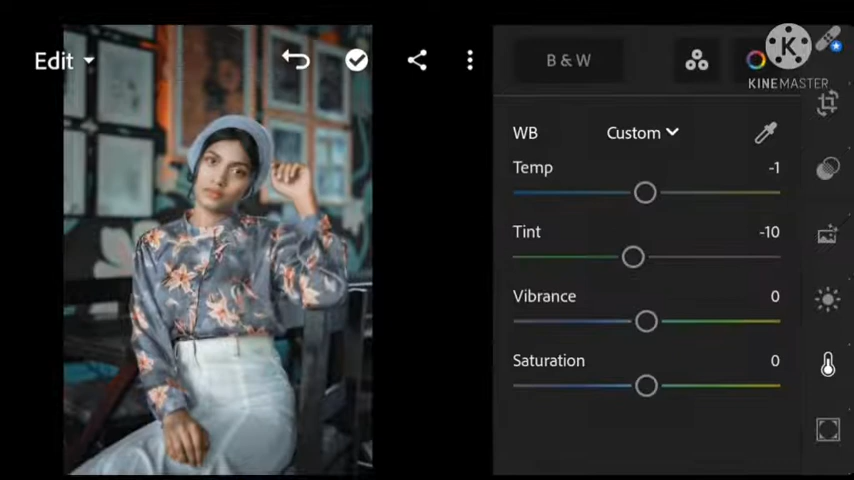 Edit
B & W
K
KINEMASTER
WB Custom
Temp -1
Tint -10
Vibrance 0
Saturation 0